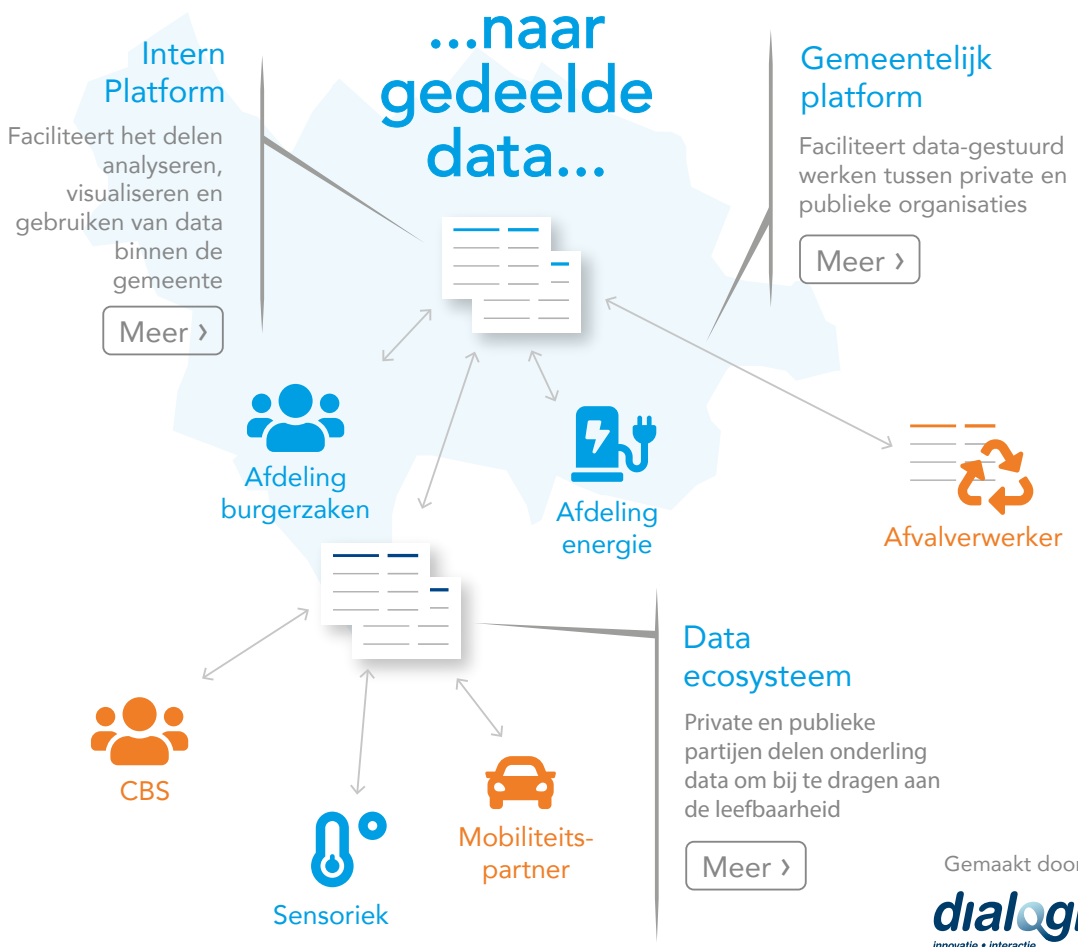 ...naar
gedeelde
data...
Intern
Platform
Faciliteert het delen
analyseren,
visualiseren en
gebruiken van data
binnen de
gemeente
Meer ›
Gemeentelijk
platform
Faciliteert data-gestuurd
werken tussen private en
publieke organisaties
Meer ›
Afdeling
burgerzaken
Afdeling
energie
Afvalverwerker
Data
ecosysteem
Private en publieke
partijen delen onderling
data om bij te dragen aan
de leefbaarheid
Meer ›
CBS
Sensoriek
Mobiliteits-
partner
Gemaakt door
innovatie • interactie